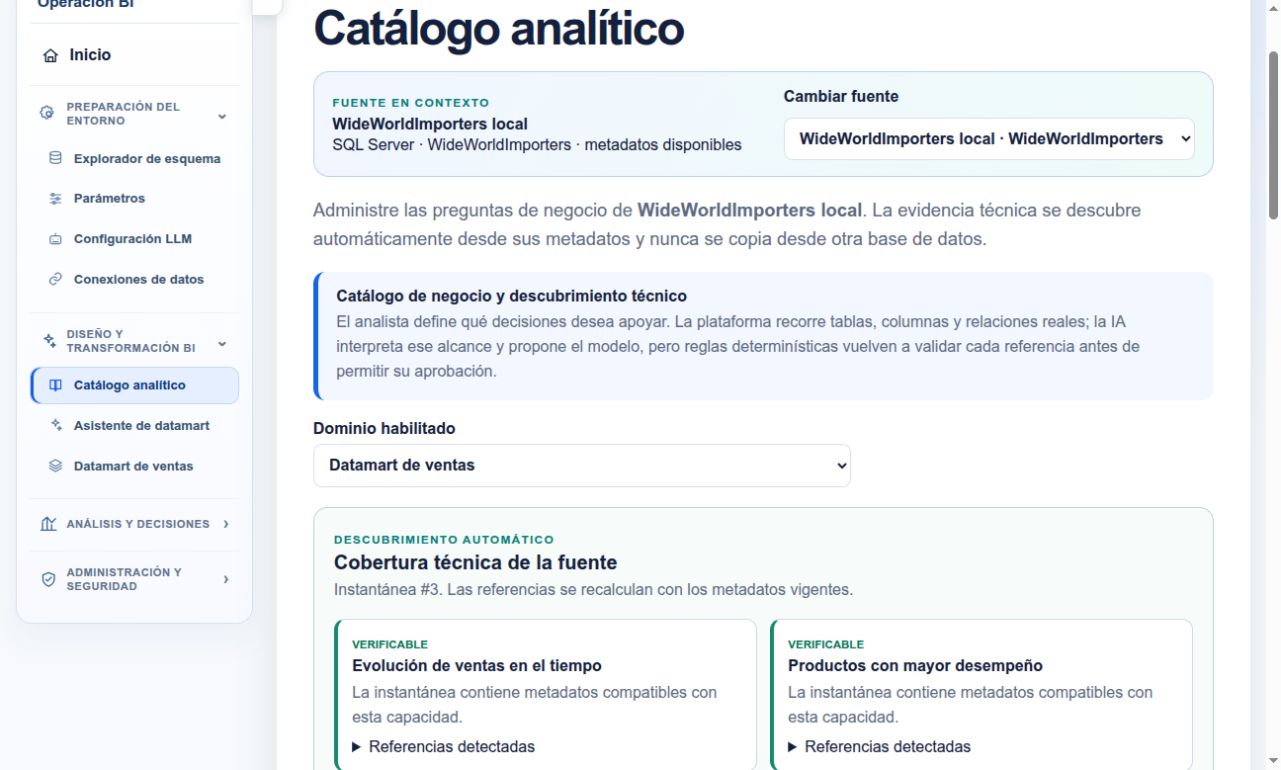 Operación BI
Inicio
PREPARACIÓN DEL
ENTORNO
Explorador de esquema
Parámetros
Configuración LLM
Conexiones de datos
DISEÑO Y
TRANSFORMACIÓN BI
Catálogo analítico
Asistente de datamart
Datamart de ventas
ANÁLISIS Y DECISIONES
ADMINISTRACIÓN Y
SEGURIDAD
Catálogo analítico
FUENTE EN CONTEXTO
WideWorldImporters local
SQL Server · WideWorldImporters · metadatos disponibles
Cambiar fuente
WideWorldImporters local · WideWorldImporters
Administre las preguntas de negocio de WideWorldImporters local. La evidencia técnica se descubre
automáticamente desde sus metadatos y nunca se copia desde otra base de datos.
Catálogo de negocio y descubrimiento técnico
El analista define qué decisiones desea apoyar. La plataforma recorre tablas, columnas y relaciones reales; la IA
interpreta ese alcance y propone el modelo, pero reglas determinísticas vuelven a validar cada referencia antes de
permitir su aprobación.
Dominio habilitado
Datamart de ventas
DESCUBRIMIENTO AUTOMÁTICO
Cobertura técnica de la fuente
Instantánea #3. Las referencias se recalculan con los metadatos vigentes.
VERIFICABLE
Evolución de ventas en el tiempo
La instantánea contiene metadatos compatibles con
esta capacidad.
Referencias detectadas
VERIFICABLE
Productos con mayor desempeño
La instantánea contiene metadatos compatibles con
esta capacidad.
Referencias detectadas